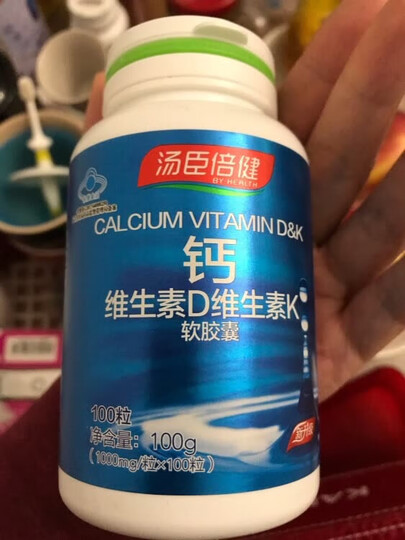 汤臣倍健
BY HEALTH
CALCIUM VITAMIN D&K
钙
维生素D维生素K
软胶囊
100粒
净含量：100g
（1000mg/粒×100粒）